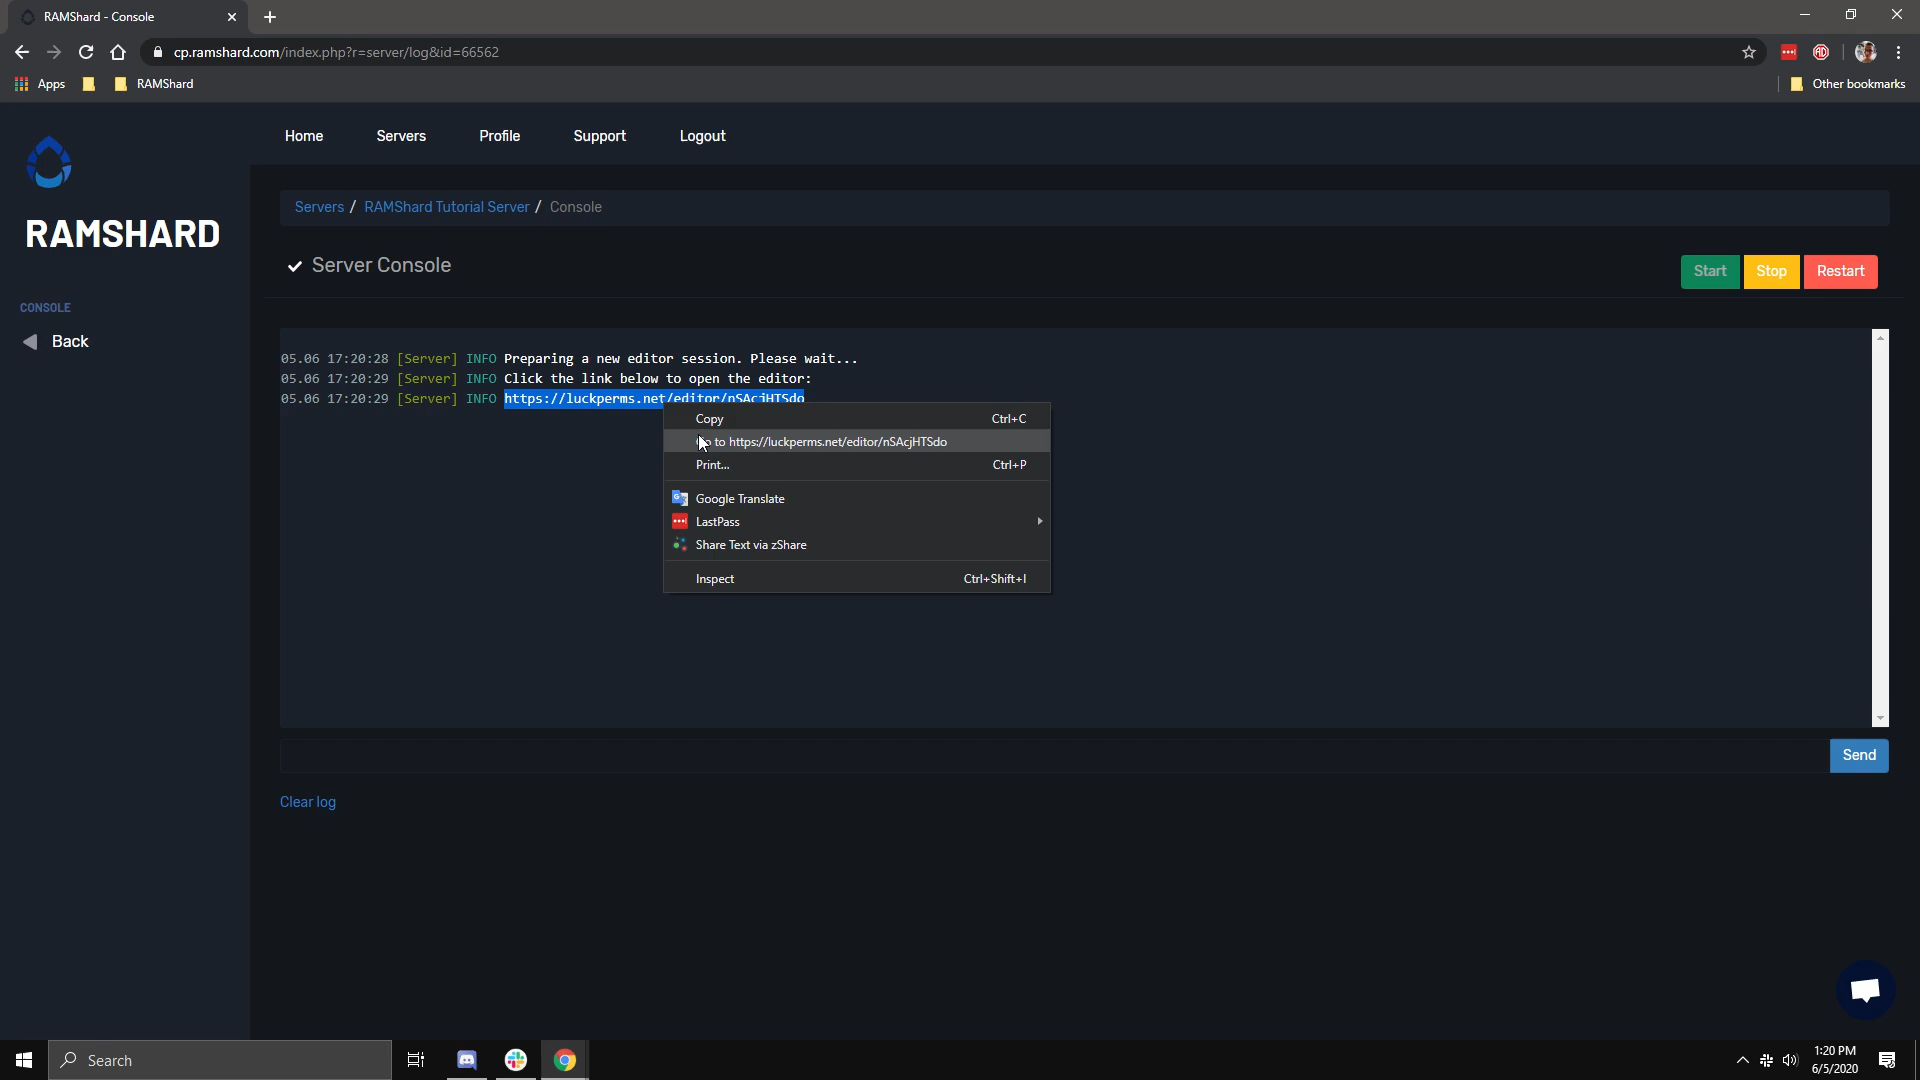 RAMShard - Console
cp.ramshard.com/index.php?r=server/log&id=66562
Apps
RAMShard
Other bookmarks
RAMSHARD
CONSOLE
Back
Home
Servers
Profile
Support
Logout
Servers / RAMShard Tutorial Server / Console
Server Console
Start
Stop
Restart
05.06 17:20:28 [Server] INFO Preparing a new editor session. Please wait...
05.06 17:20:29 [Server] INFO Click the link below to open the editor:
05.06 17:20:29 [Server] INFO https://luckperms.net/editor/nSAcjHTSdo
Copy Ctrl+C
Go to https://luckperms.net/editor/nSAcjHTSdo
Print... Ctrl+P
Google Translate
LastPass
Share Text via zShare
Inspect Ctrl+Shift+I
Send
Clear log
Search
1:20 PM
6/5/2020